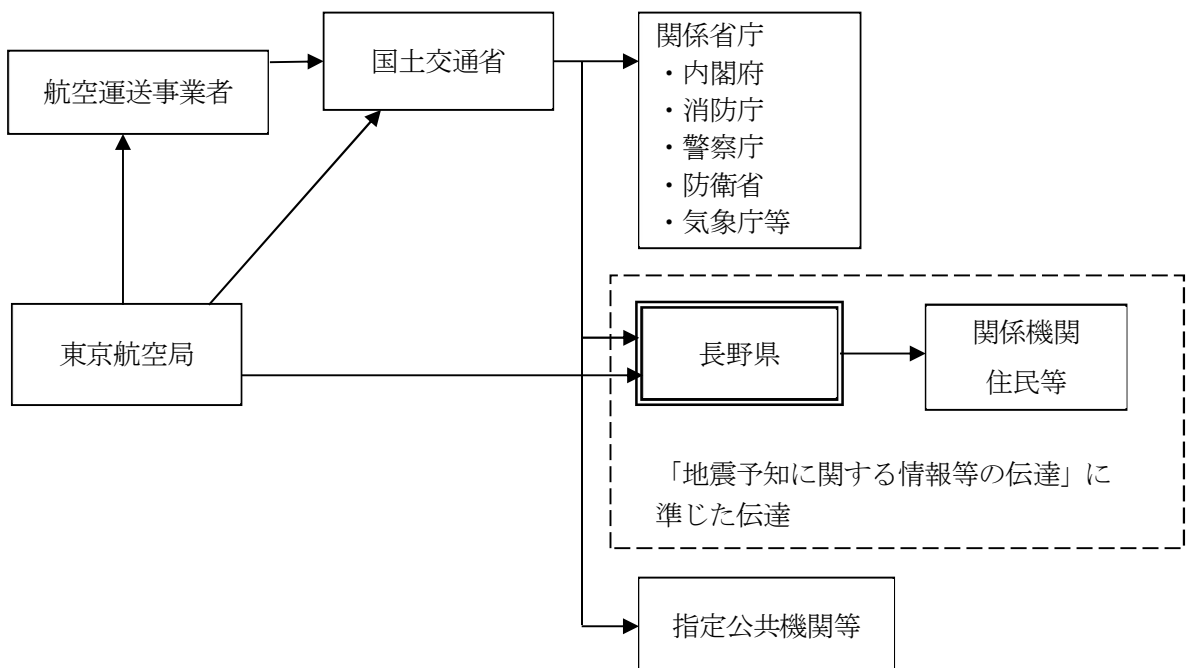 航空運送事業者
国土交通省
関係省庁
・内閣府
・消防庁
・警察庁
・防衛省
・気象庁等
東京航空局
長野県
関係機関
住民等
「地震予知に関する情報等の伝達」に
準じた伝達
指定公共機関等